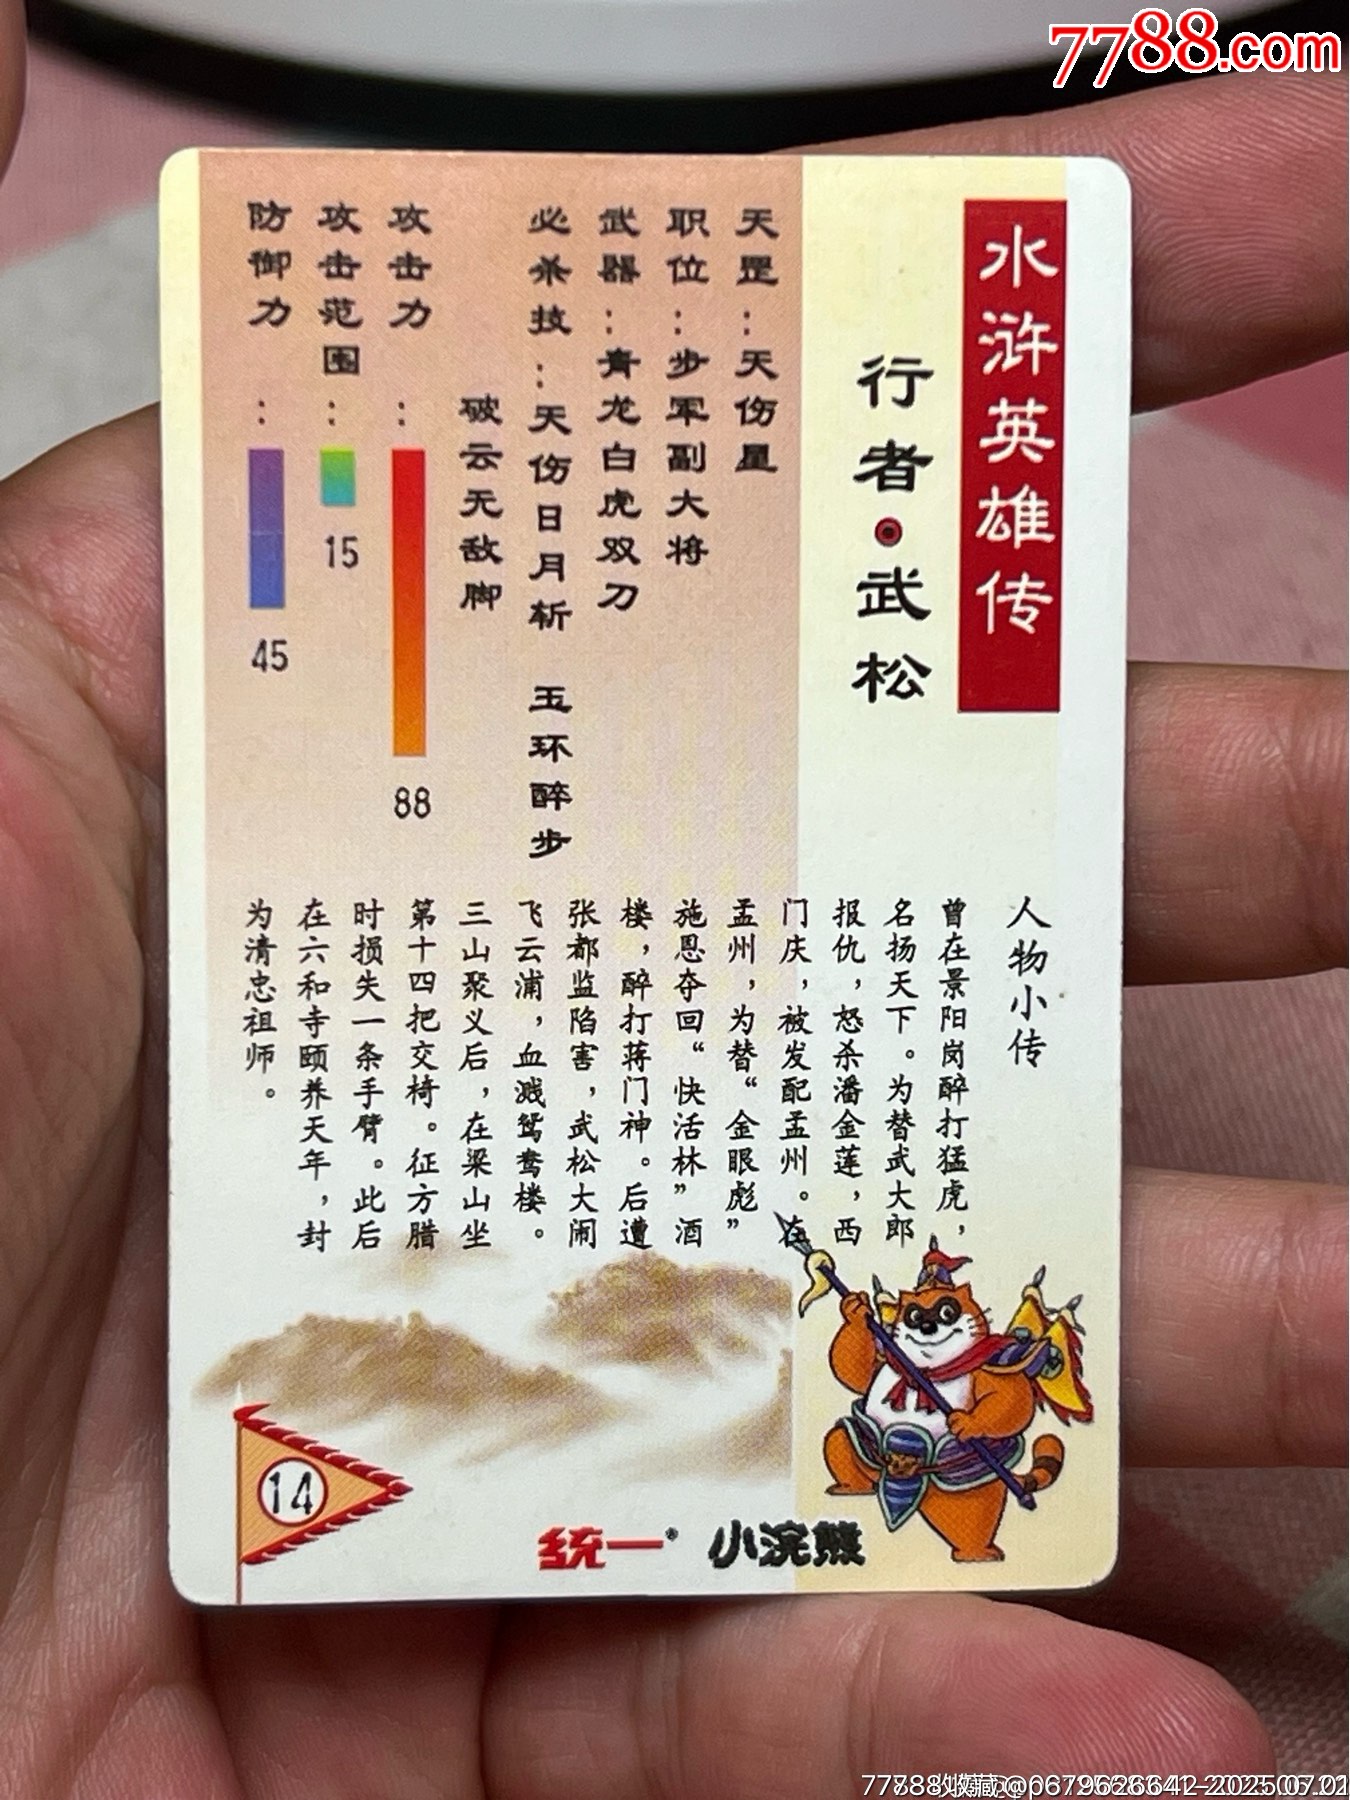 7788.com
水浒英雄传
行者·武松
天罡：天伤星
职位：步军副大将
武器：青龙白虎双刀
必杀技：天伤日月斩 玉环醉步
破云无敌脚
攻击力：88
攻击范围：15
防御力：45
人物小传
曾在景阳岗醉打猛虎，
名扬天下。为替武大郎
报仇，怒杀潘金莲，西
门庆，被发配孟州。在
孟州，为替“金眼彪”
施恩夺回“快活林”酒
楼，醉打蒋门神。后遭
张都监陷害，武松大闹
飞云浦，血溅鸳鸯楼。
三山聚义后，在梁山坐
第十四把交椅。征方腊
时损失一条手臂。此后
在六和寺颐养天年，封
为清忠祖师。
14
统一® 小浣熊